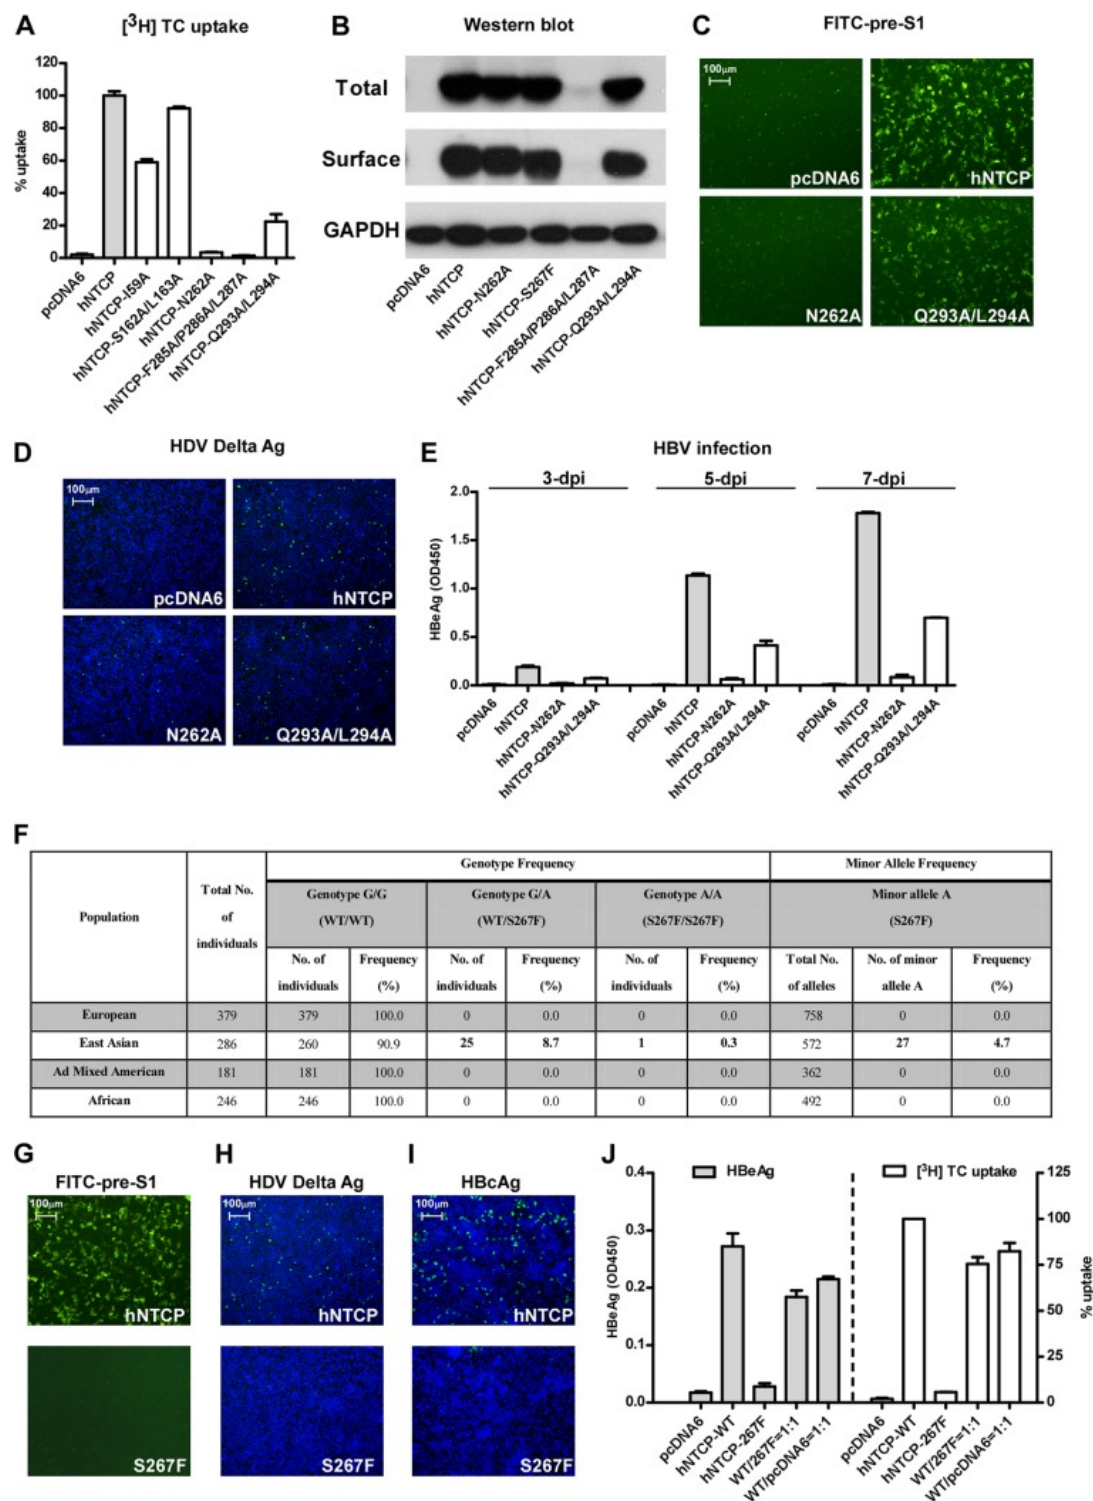 A
[³H] TC uptake
120
100
80
60
40
20
0
% uptake
pcDNA6
hNTCP
hNTCP-I59A
hNTCP-S162A/L163A
hNTCP-N262A
hNTCP-F285A/P286A/L287A
hNTCP-Q293A/L294A
B
Western blot
Total
Surface
GAPDH
pcDNA6
hNTCP
hNTCP-N262A
hNTCP-S267F
hNTCP-F285A/P286A/L287A
hNTCP-Q293A/L294A
C
FITC-pre-S1
100μm
pcDNA6
hNTCP
N262A
Q293A/L294A
D
HDV Delta Ag
100μm
pcDNA6
hNTCP
N262A
Q293A/L294A
E
HBV infection
3-dpi 5-dpi 7-dpi
2.0
1.5
1.0
0.5
0.0
HBeAg (OD450)
pcDNA6
hNTCP
hNTCP-N262A
hNTCP-Q293A/L294A
pcDNA6
hNTCP
hNTCP-N262A
hNTCP-Q293A/L294A
pcDNA6
hNTCP
hNTCP-N262A
hNTCP-Q293A/L294A
F
Population
Total No.
of
individuals
Genotype Frequency
Minor Allele Frequency
Genotype G/G
(WT/WT)
Genotype G/A
(WT/S267F)
Genotype A/A
(S267F/S267F)
Minor allele A
(S267F)
No. of
individuals
Frequency
(%)
No. of
individuals
Frequency
(%)
No. of
individuals
Frequency
(%)
Total No.
of alleles
No. of minor
allele A
Frequency
(%)
European 379 379 100.0 0 0.0 0 0.0 758 0 0.0
East Asian 286 260 90.9 25 8.7 1 0.3 572 27 4.7
Ad Mixed American 181 181 100.0 0 0.0 0 0.0 362 0 0.0
African 246 246 100.0 0 0.0 0 0.0 492 0 0.0
G
FITC-pre-S1
100μm
hNTCP
S267F
H
HDV Delta Ag
100μm
hNTCP
S267F
I
HBcAg
100μm
hNTCP
S267F
J
HBeAg
[³H] TC uptake
0.4
0.3
0.2
0.1
0.0
HBeAg (OD450)
125
100
75
50
25
0
% uptake
pcDNA6
hNTCP-WT
hNTCP-267F
WT/267F=1:1
WT/pcDNA6=1:1
pcDNA6
hNTCP-WT
hNTCP-267F
WT/267F=1:1
WT/pcDNA6=1:1